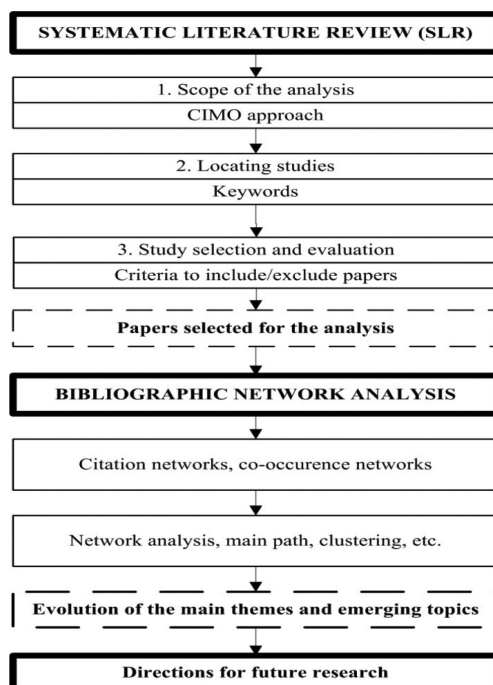 SYSTEMATIC LITERATURE REVIEW (SLR)
1. Scope of the analysis
CIMO approach
2. Locating studies
Keywords
3. Study selection and evaluation
Criteria to include/exclude papers
Papers selected for the analysis
BIBLIOGRAPHIC NETWORK ANALYSIS
Citation networks, co-occurence networks
Network analysis, main path, clustering, etc.
Evolution of the main themes and emerging topics
Directions for future research